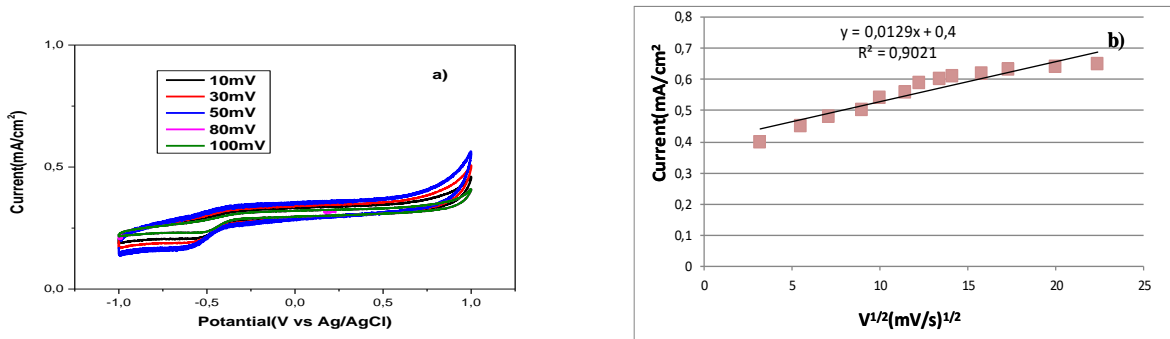 1,0
a)
10mV
30mV
50mV
80mV
100mV
0,5
0,0
Current(mA/cm²)
-1,0 -0,5 0,0 0,5 1,0
Potantial(V vs Ag/AgCl)
0,8
y = 0,0129x + 0,4
b)
R² = 0,9021
0,7
0,6
0,5
0,4
0,3
0,2
0,1
0
Current(mA/cm²
0 5 10 15 20 25
V¹/²(mV/s)¹/²